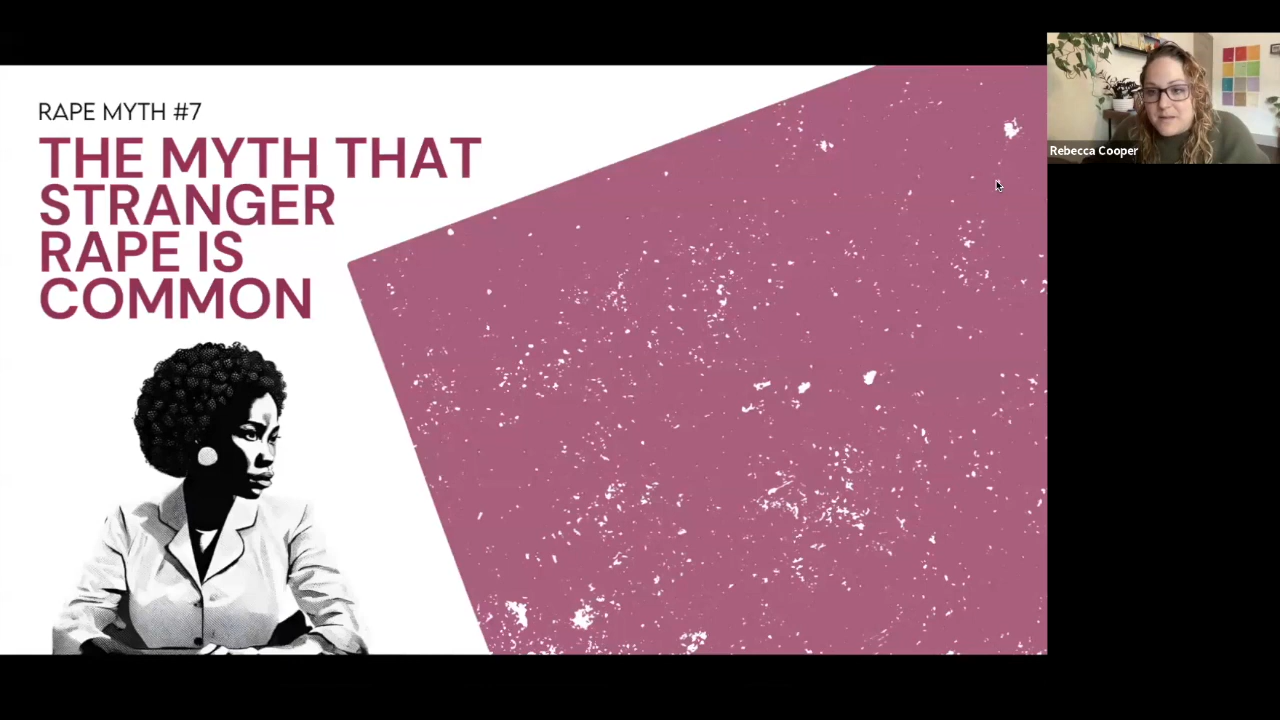 RAPE MYTH #7
THE MYTH THAT
STRANGER
RAPE IS
COMMON
Rebecca Cooper